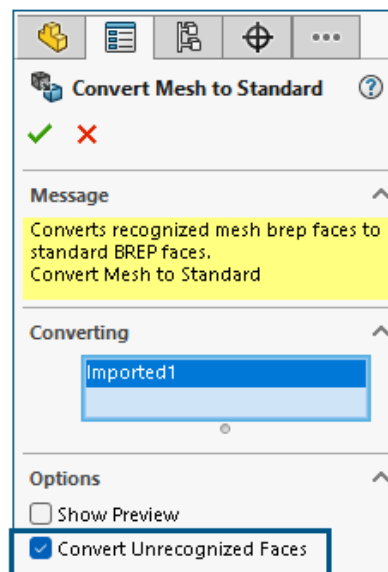 Convert Mesh to Standard
Message
Converts recognized mesh brep faces to
standard BREP faces.
Convert Mesh to Standard
Converting
Imported1
Options
Show Preview
Convert Unrecognized Faces